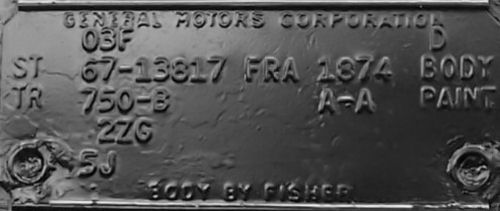 GENERAL MOTORS CORPORATION
03F D
ST 67-13817 FRA 1874 BODY
TR 750-B A-A PAINT
2ZG
5J
BODY BY FISHER